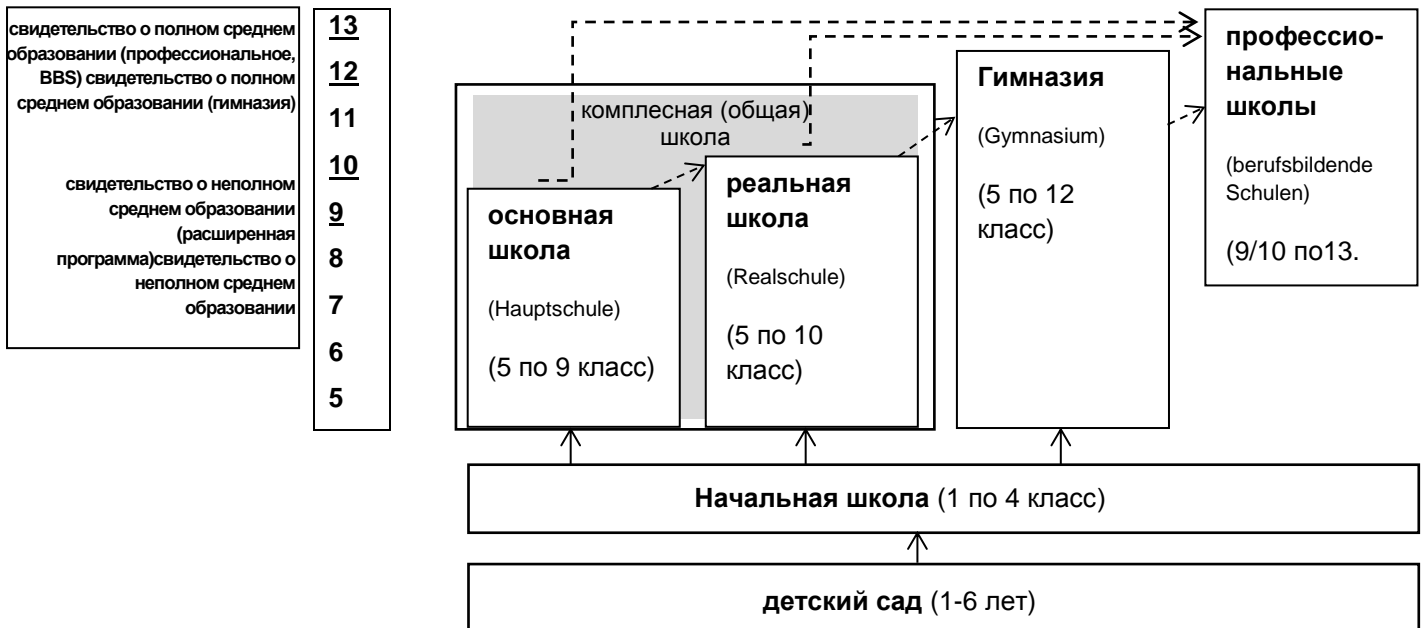 свидетельство о полном среднем
образовании (профессиональное,
BBS) свидетельство о полном
среднем образовании (гимназия)
свидетельство о неполном
среднем образовании
(расширенная
программа)свидетельство о
неполном среднем
образовании
13
12
11
10
9
8
7
6
5
комплесная (общая)
школа
основная
школа
(Hauptschule)
(5 по 9 класс)
реальная
школа
(Realschule)
(5 по 10
класс)
Гимназия
(Gymnasium)
(5 по 12
класс)
профессио-
нальные
школы
(berufsbildende
Schulen)
(9/10 по13.
Начальная школа (1 по 4 класс)
детский сад (1-6 лет)